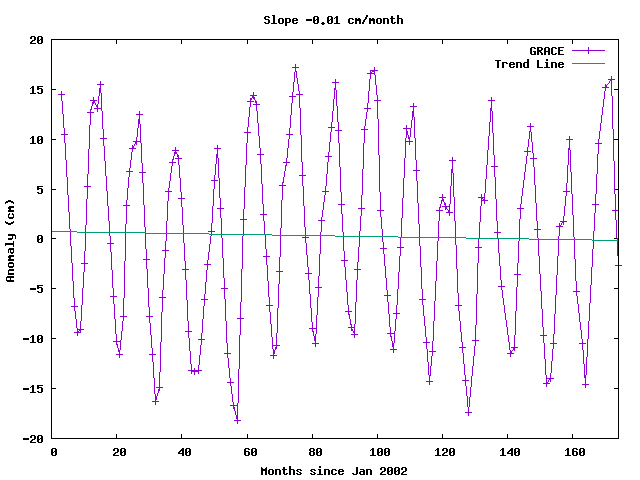 Slope -0.01 cm/month
GRACE
Trend Line
20
15
10
5
0
-5
-10
-15
-20
Anomaly (cm)
0 20 40 60 80 100 120 140 160
Months since Jan 2002